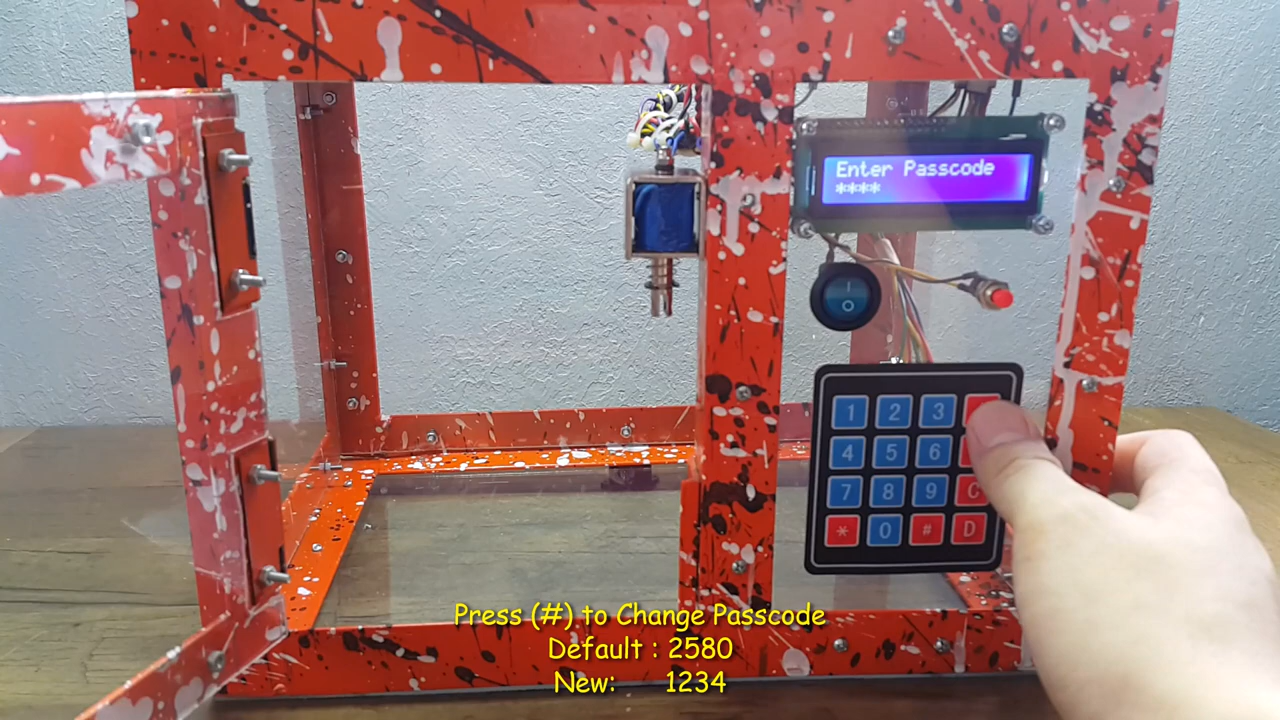 Enter Passcode
****
I
O
1 2 3
4 5 6
7 8 9 C
* 0 # D
Press (#) to Change Passcode
Default : 2580
New: 1234